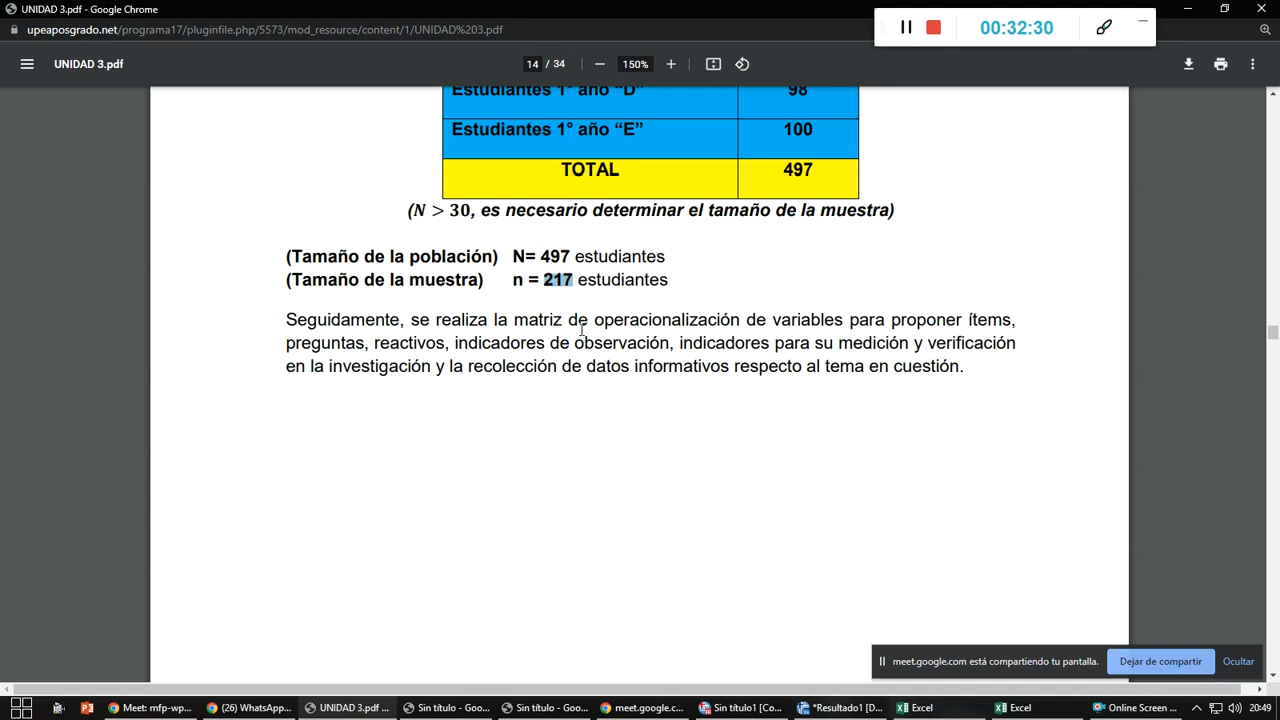 UNIDAD 3.pdf - Google Chrome
upeaposgrado.net/programa17/pluginfile.php/5573/mod_resource/content/1/UNIDAD%203.pdf
00:32:30
UNIDAD 3.pdf
14 / 34
150%
Estudiantes 1° año “D” 98
Estudiantes 1° año “E” 100
TOTAL 497
(N > 30, es necesario determinar el tamaño de la muestra)
(Tamaño de la población) N= 497 estudiantes
(Tamaño de la muestra) n = 217 estudiantes
Seguidamente, se realiza la matriz de operacionalización de variables para proponer ítems,
preguntas, reactivos, indicadores de observación, indicadores para su medición y verificación
en la investigación y la recolección de datos informativos respecto al tema en cuestión.
meet.google.com está compartiendo tu pantalla.
Dejar de compartir
Ocultar
Meet: mfp-wp...
(26) WhatsApp...
UNIDAD 3.pdf ...
Sin título - Goo...
Sin título - Goo...
meet.google.c...
Sin título1 [Co...
*Resultado1 [D...
Excel
Excel
Online Screen ...
20:49